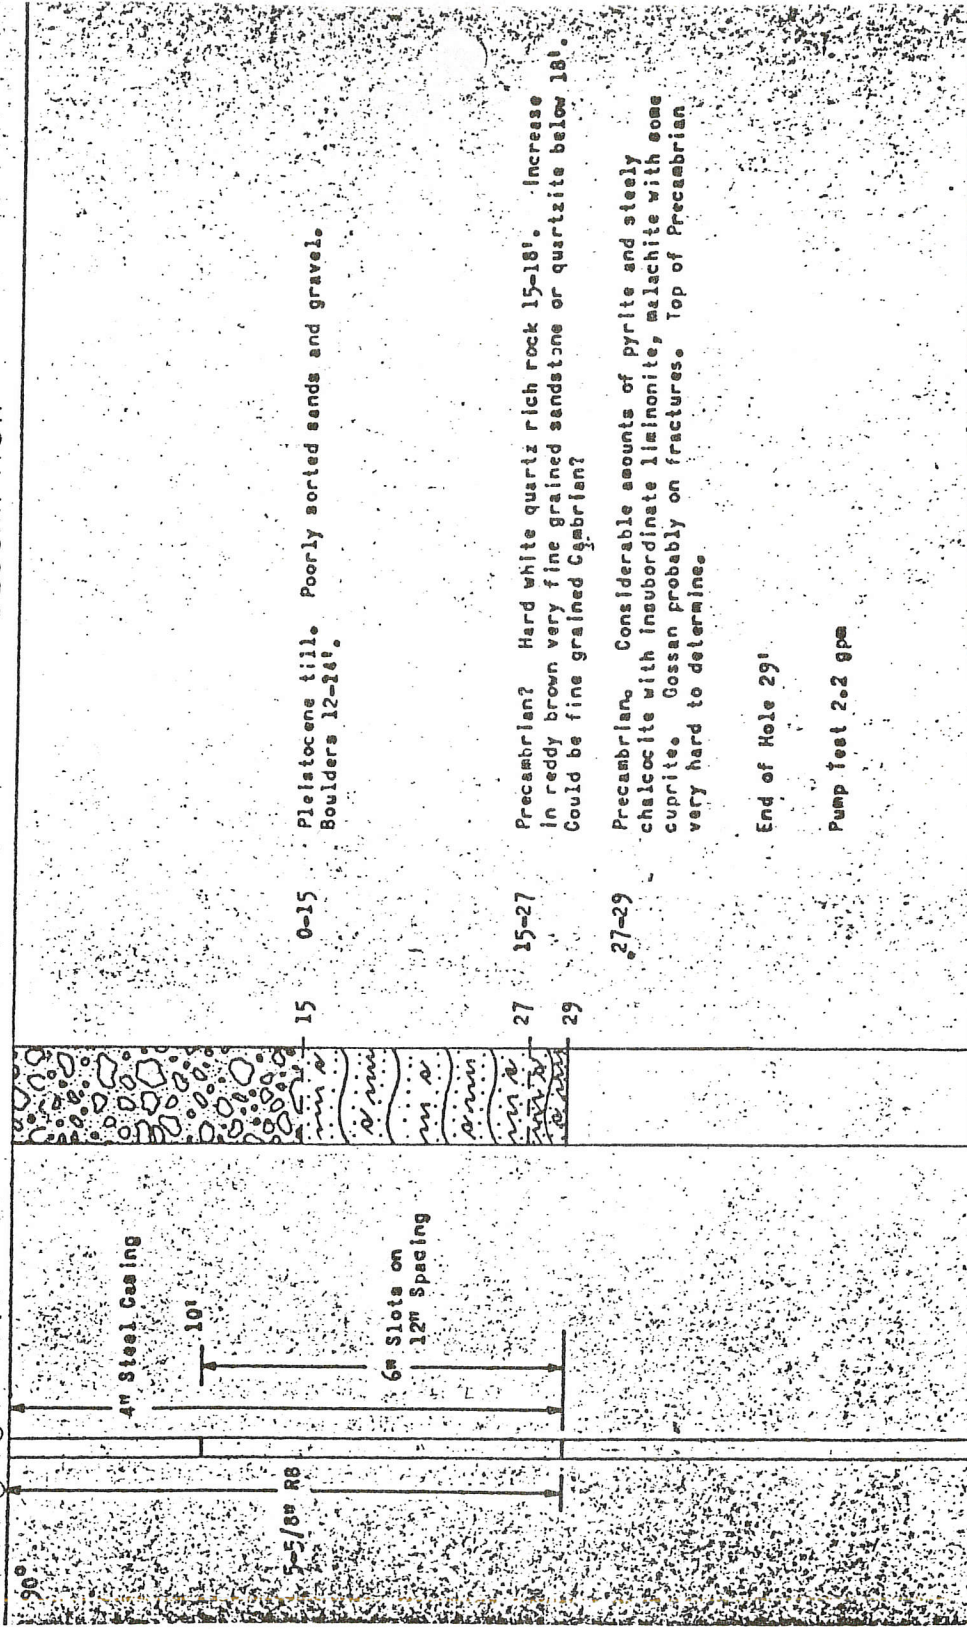 90°
5-5/8" RB
4" Steel Casing
10'
6" Slots on
12" Spacing
15
27
29
0-15 Pleistocene till. Poorly sorted sands and gravel.
Boulders 12-14'.
15-27 Precambrian? Hard white quartz rich rock 15-18'. Increase
in reddy brown very fine grained sandstone or quartzite below 18'.
Could be fine grained Cambrian?
27-29 Precambrian. Considerable amounts of pyrite and steely
chalcocite with insubordinate liminonite, malachite with some
cuprite. Gossan probably on fractures. Top of Precambrian
very hard to determine.
End of Hole 29'
Pump Test 2.2 gpm